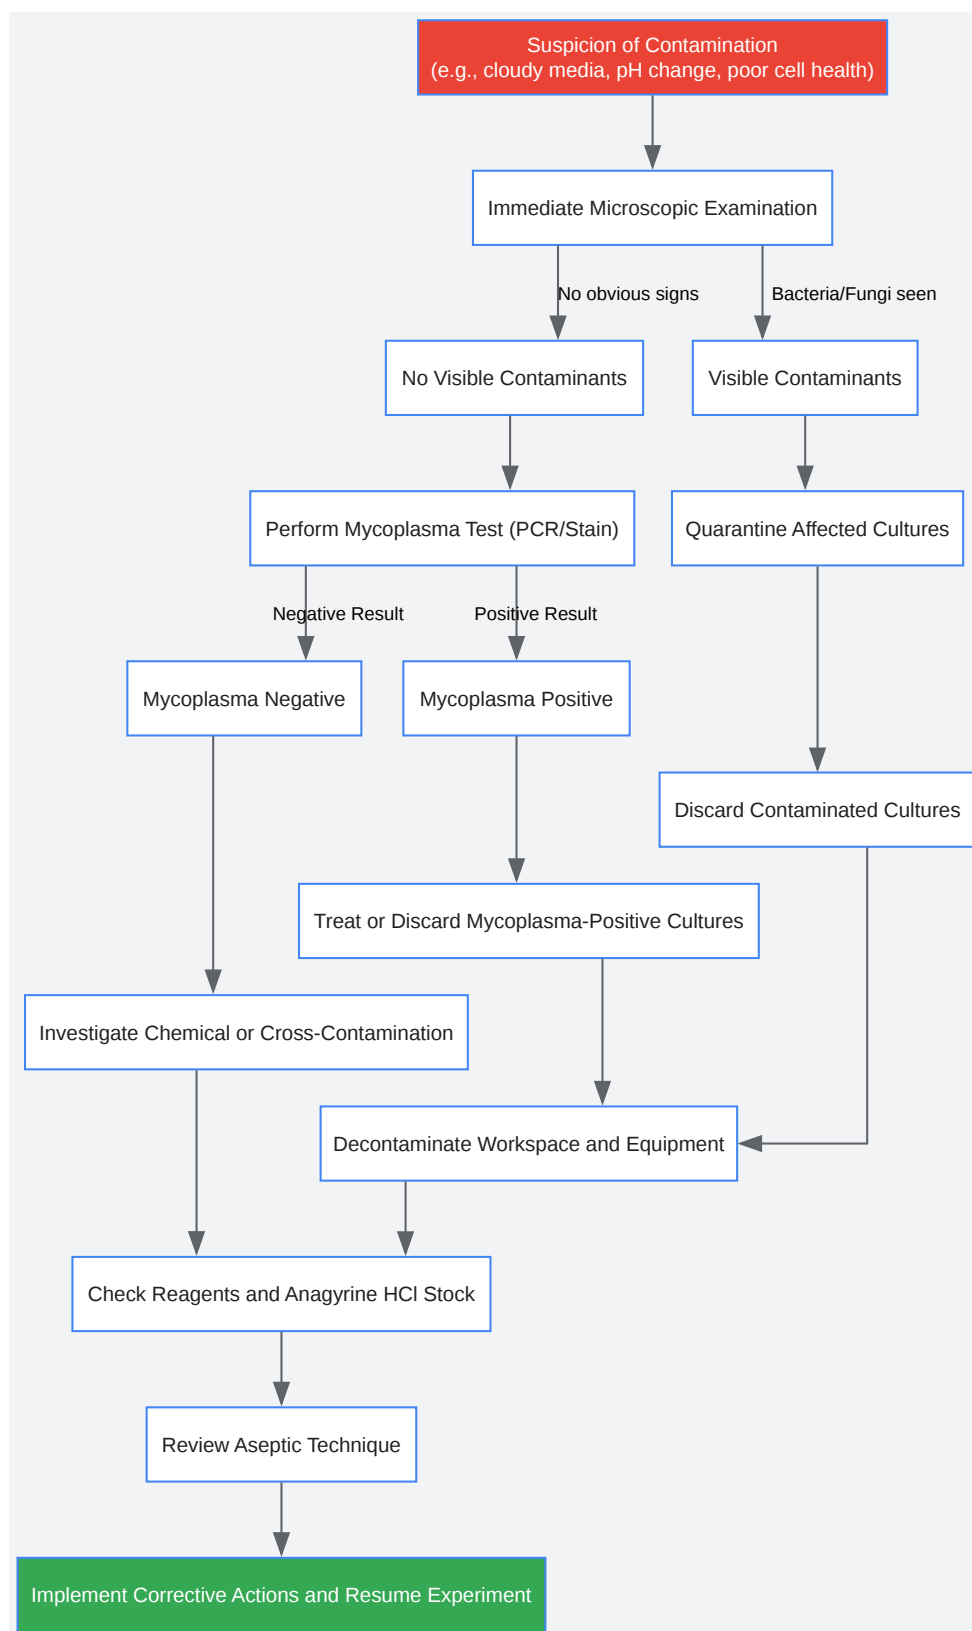 Suspicion of Contamination
(e.g., cloudy media, pH change, poor cell health)
Immediate Microscopic Examination
No obvious signs
Bacteria/Fungi seen
No Visible Contaminants
Visible Contaminants
Perform Mycoplasma Test (PCR/Stain)
Quarantine Affected Cultures
Negative Result
Positive Result
Mycoplasma Negative
Mycoplasma Positive
Discard Contaminated Cultures
Treat or Discard Mycoplasma-Positive Cultures
Investigate Chemical or Cross-Contamination
Decontaminate Workspace and Equipment
Check Reagents and Anagyrine HCl Stock
Review Aseptic Technique
Implement Corrective Actions and Resume Experiment